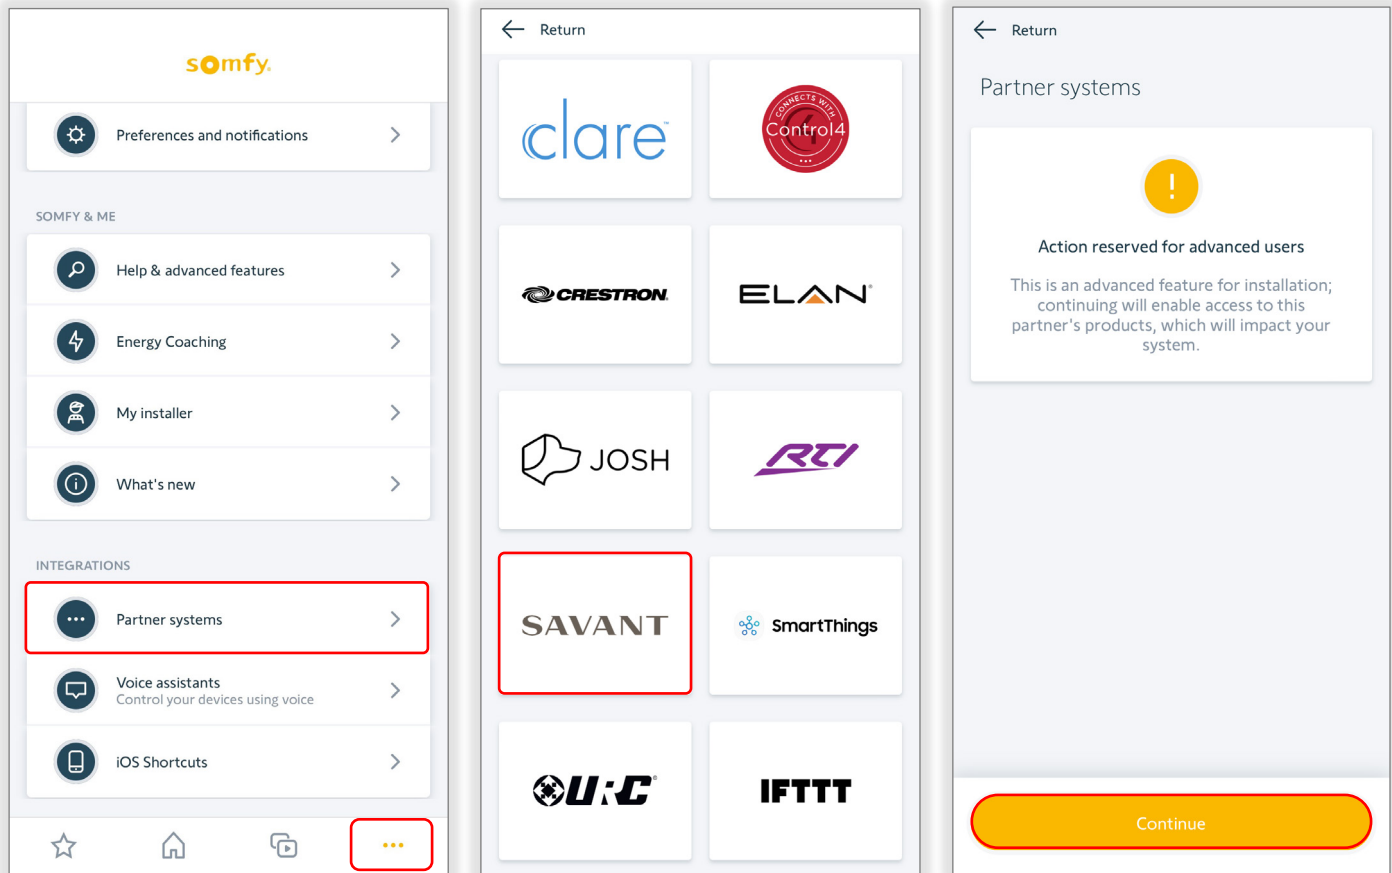 somfy.
Preferences and notifications
SOMFY & ME
Help & advanced features
Energy Coaching
My installer
What's new
INTEGRATIONS
Partner systems
Voice assistants
Control your devices using voice
iOS Shortcuts
Return
clare™
CONNECTS WITH
Control4
CRESTRON.
ELAN®
JOSH
RTI
SAVANT
SmartThings
URC®
IFTTT
Return
Partner systems
!
Action reserved for advanced users
This is an advanced feature for installation;
continuing will enable access to this
partner's products, which will impact your
system.
Continue